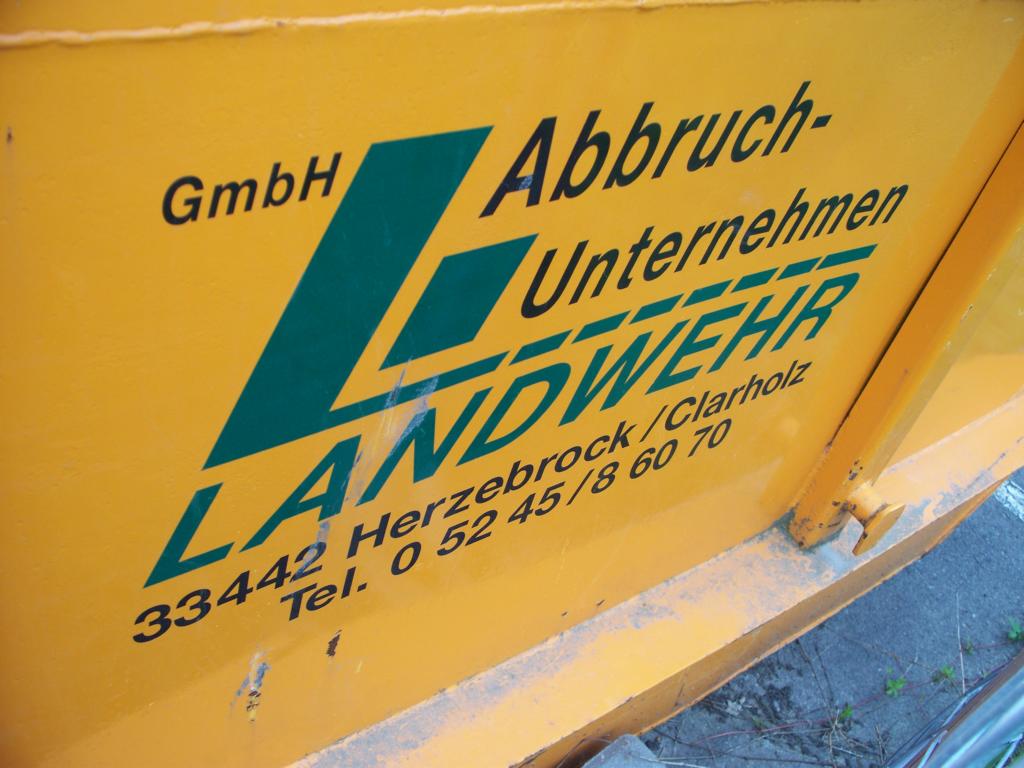 GmbH
Abbruch-
Unternehmen
LANDWEHR
33442 Herzebrock/Clarholz
Tel. 0 52 45/8 60 70